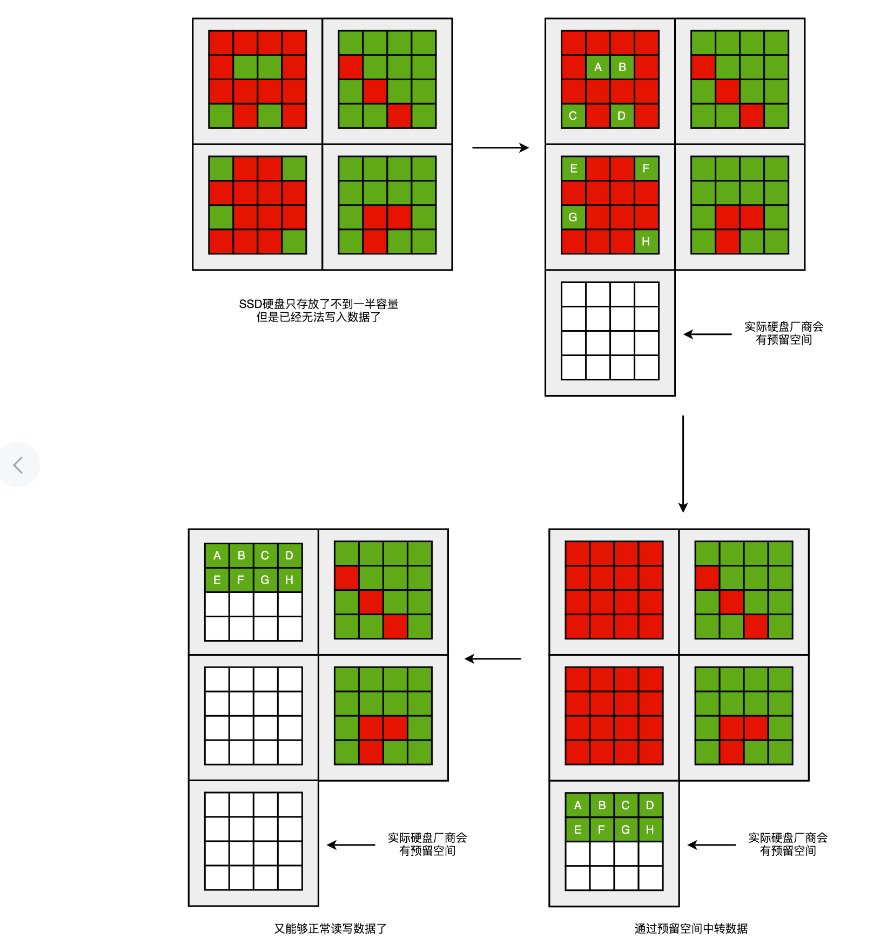 A B
C D
E F
G
H
SSD硬盘只存放了不到一半容量
但是已经无法写入数据了
实际硬盘厂商会
有预留空间
A B C D
E F G H
A B C D
E F G H
实际硬盘厂商会
有预留空间
实际硬盘厂商会
有预留空间
又能够正常读写数据了
通过预留空间中转数据